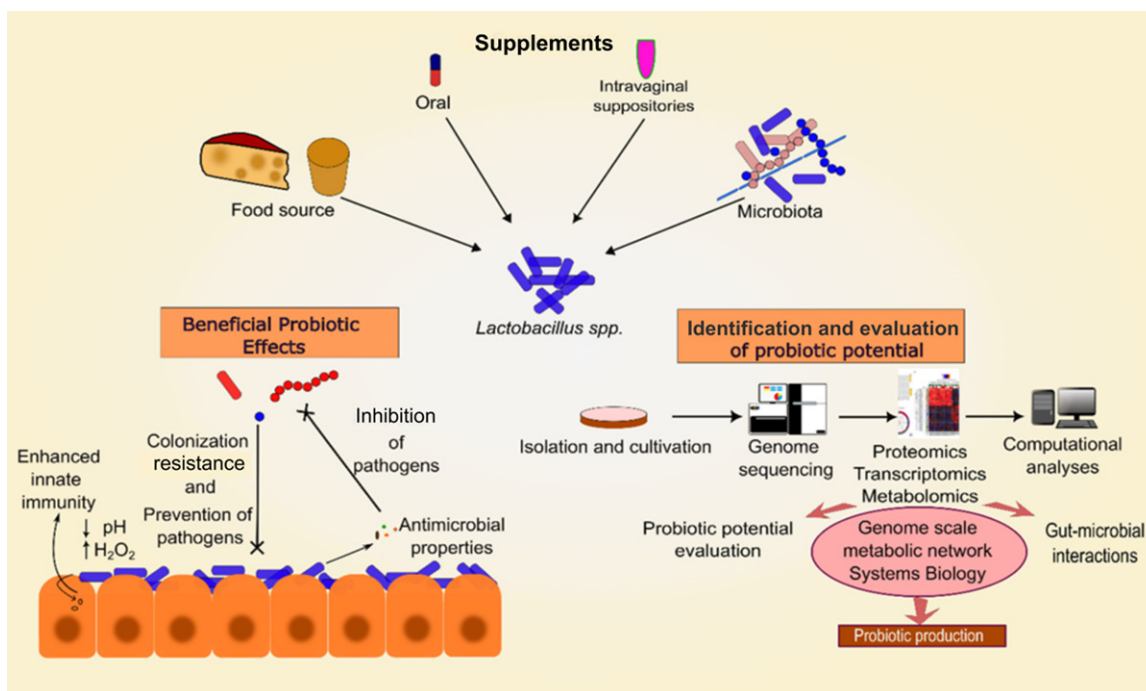 Supplements
Oral
Intravaginal
suppositories
Food source
Microbiota
Lactobacillus spp.
Beneficial Probiotic
Effects
Colonization
resistance
and
Prevention of
pathogens
Inhibition
of
pathogens
Enhanced
innate
immunity
↓ pH
↑ H₂O₂
Antimicrobial
properties
Identification and evaluation
of probiotic potential
Isolation and cultivation
Genome
sequencing
Proteomics
Transcriptomics
Metabolomics
Computational
analyses
Probiotic potential
evaluation
Genome scale
metabolic network
Systems Biology
Gut-microbial
interactions
Probiotic production